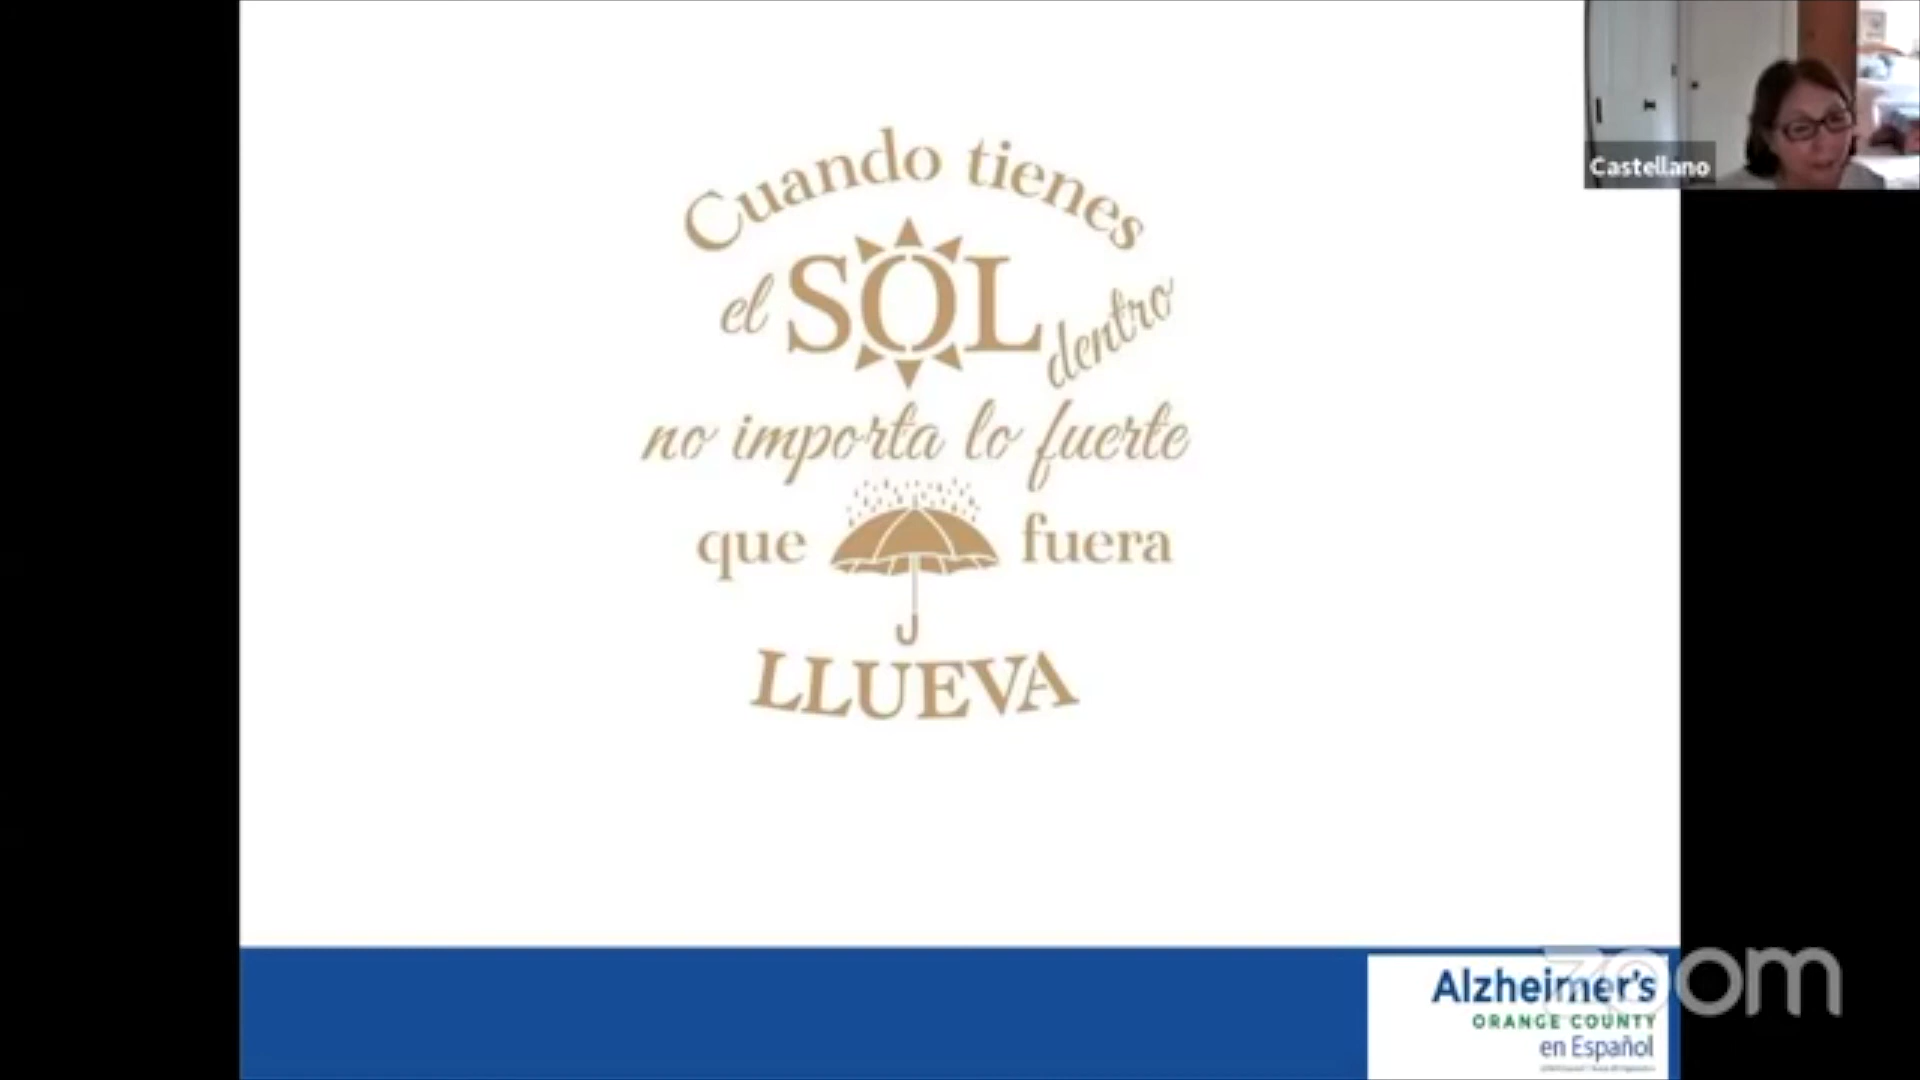 Cuando tienes
el SOL dentro
no importa lo fuerte
que fuera
LLUEVA
Castellano
Alzheimer's
ORANGE COUNTY
en Español
zoom